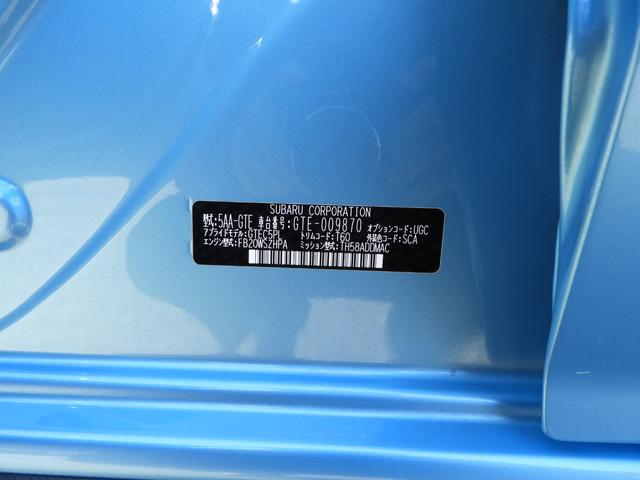 SUBARU CORPORATION
型式:5AA-GTE 車台番号:GTE-009870 オプションコード:UGC
アプライドモデル:GTEC5PL トリムコード:T60 外装色コード:SCA
エンジン型式:FB20WSZHPA ミッション型式:TH58ADDMAC